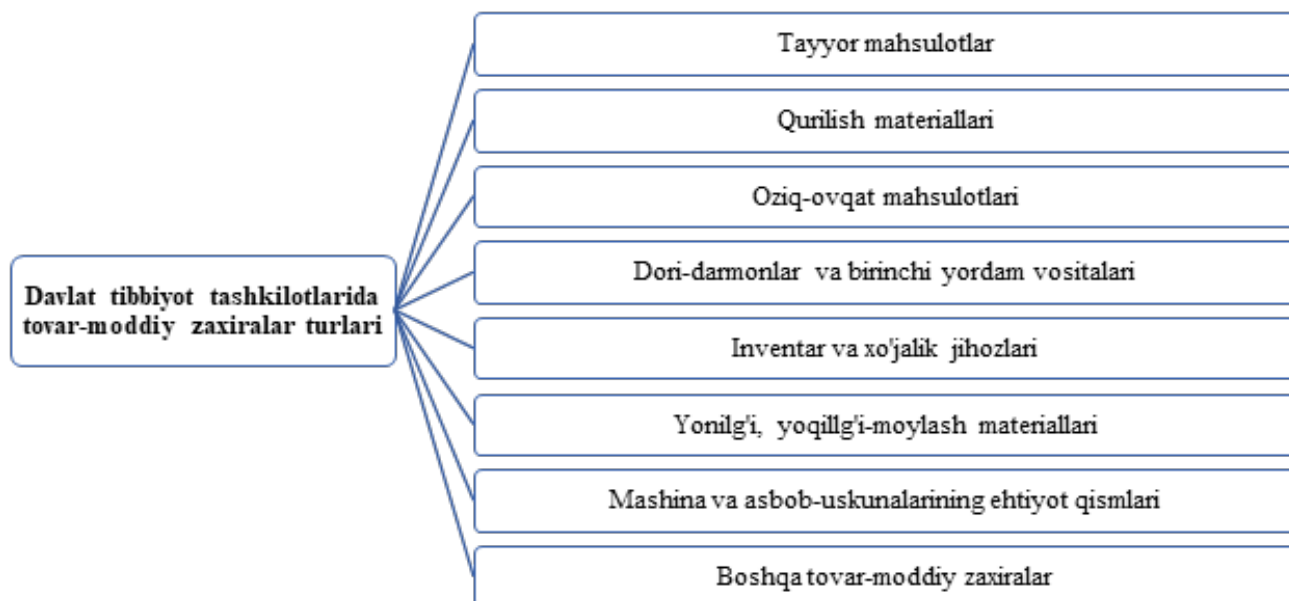 Tayyor mahsulotlar
Qurilish materiallari
Oziq-ovqat mahsulotlari
Dori-darmonlar va birinchi yordam vositalari
Davlat tibbiyot tashkilotlarida
tovar-moddiy zaxiralar turlari
Inventar va xo'jalik jihozlari
Yonilg'i, yoqillg'i-moylash materiallari
Mashina va asbob-uskunalarining ehtiyot qismlari
Boshqa tovar-moddiy zaxiralar